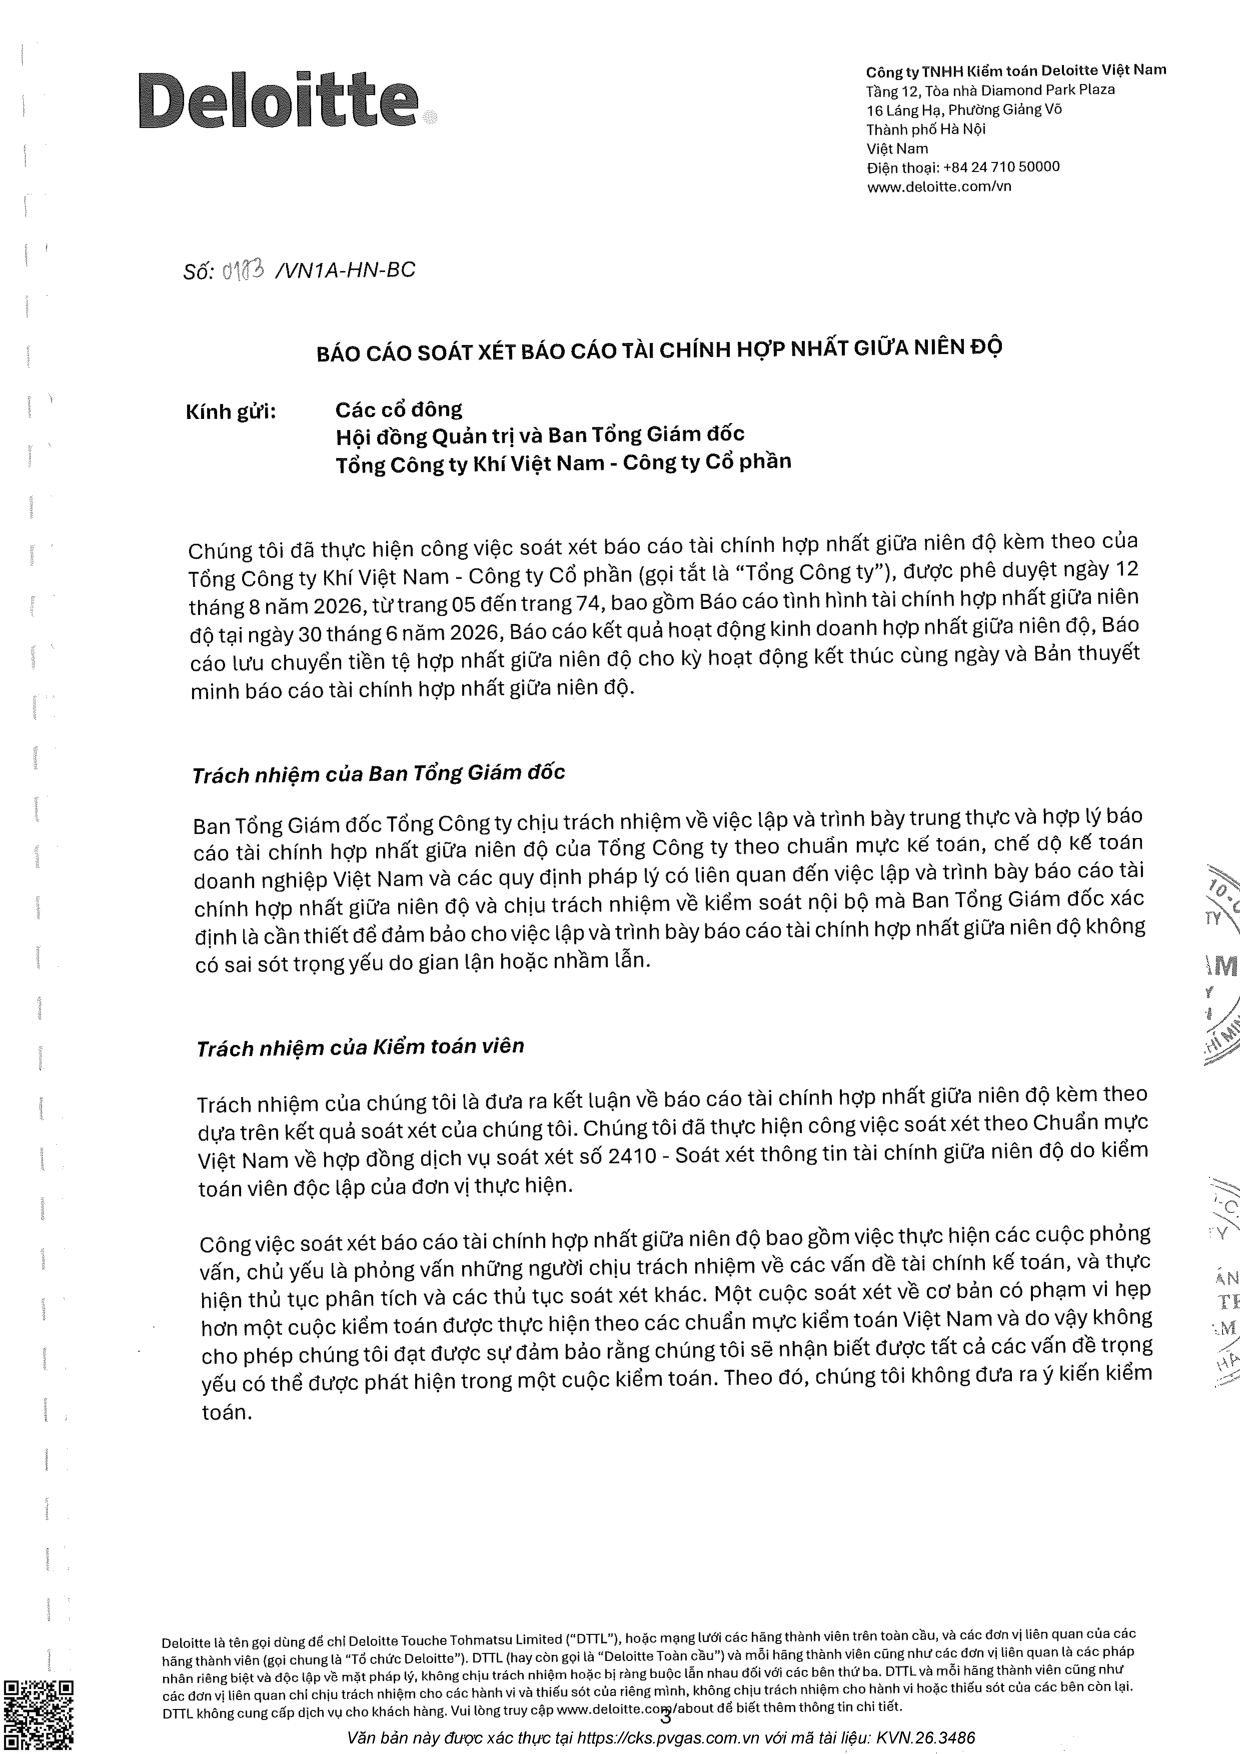 Deloitte.
Công ty TNHH Kiểm toán Deloitte Việt Nam
Tầng 12, Tòa nhà Diamond Park Plaza
16 Láng Hạ, Phường Giảng Võ
Thành phố Hà Nội
Việt Nam
Điện thoại: +84 24 710 50000
www.deloitte.com/vn
Số: 0183 /VN1A-HN-BC
BÁO CÁO SOÁT XÉT BÁO CÁO TÀI CHÍNH HỢP NHẤT GIỮA NIÊN ĐỘ
Kính gửi: Các cổ đông
Hội đồng Quản trị và Ban Tổng Giám đốc
Tổng Công ty Khí Việt Nam - Công ty Cổ phần
Chúng tôi đã thực hiện công việc soát xét báo cáo tài chính hợp nhất giữa niên độ kèm theo của
Tổng Công ty Khí Việt Nam - Công ty Cổ phần (gọi tắt là “Tổng Công ty”), được phê duyệt ngày 12
tháng 8 năm 2026, từ trang 05 đến trang 74, bao gồm Báo cáo tình hình tài chính hợp nhất giữa niên
độ tại ngày 30 tháng 6 năm 2026, Báo cáo kết quả hoạt động kinh doanh hợp nhất giữa niên độ, Báo
cáo lưu chuyển tiền tệ hợp nhất giữa niên độ cho kỳ hoạt động kết thúc cùng ngày và Bản thuyết
minh báo cáo tài chính hợp nhất giữa niên độ.
Trách nhiệm của Ban Tổng Giám đốc
Ban Tổng Giám đốc Tổng Công ty chịu trách nhiệm về việc lập và trình bày trung thực và hợp lý báo
cáo tài chính hợp nhất giữa niên độ của Tổng Công ty theo chuẩn mực kế toán, chế độ kế toán
doanh nghiệp Việt Nam và các quy định pháp lý có liên quan đến việc lập và trình bày báo cáo tài
chính hợp nhất giữa niên độ và chịu trách nhiệm về kiểm soát nội bộ mà Ban Tổng Giám đốc xác
định là cần thiết để đảm bảo cho việc lập và trình bày báo cáo tài chính hợp nhất giữa niên độ không
có sai sót trọng yếu do gian lận hoặc nhầm lẫn.
Trách nhiệm của Kiểm toán viên
Trách nhiệm của chúng tôi là đưa ra kết luận về báo cáo tài chính hợp nhất giữa niên độ kèm theo
dựa trên kết quả soát xét của chúng tôi. Chúng tôi đã thực hiện công việc soát xét theo Chuẩn mực
Việt Nam về hợp đồng dịch vụ soát xét số 2410 - Soát xét thông tin tài chính giữa niên độ do kiểm
toán viên độc lập của đơn vị thực hiện.
Công việc soát xét báo cáo tài chính hợp nhất giữa niên độ bao gồm việc thực hiện các cuộc phỏng
vấn, chủ yếu là phỏng vấn những người chịu trách nhiệm về các vấn đề tài chính kế toán, và thực
hiện thủ tục phân tích và các thủ tục soát xét khác. Một cuộc soát xét về cơ bản có phạm vi hẹp
hơn một cuộc kiểm toán được thực hiện theo các chuẩn mực kiểm toán Việt Nam và do vậy không
cho phép chúng tôi đạt được sự đảm bảo rằng chúng tôi sẽ nhận biết được tất cả các vấn đề trọng
yếu có thể được phát hiện trong một cuộc kiểm toán. Theo đó, chúng tôi không đưa ra ý kiến kiểm
toán.
Deloitte là tên gọi dùng để chỉ Deloitte Touche Tohmatsu Limited (“DTTL”), hoặc mạng lưới các hãng thành viên trên toàn cầu, và các đơn vị liên quan của các
hãng thành viên (gọi chung là “Tổ chức Deloitte”). DTTL (hay còn gọi là “Deloitte Toàn cầu”) và mỗi hãng thành viên cũng như các đơn vị liên quan là các pháp
nhân riêng biệt và độc lập về mặt pháp lý, không chịu trách nhiệm hoặc bị ràng buộc lẫn nhau đối với các bên thứ ba. DTTL và mỗi hãng thành viên cũng như
các đơn vị liên quan chỉ chịu trách nhiệm cho các hành vi và thiếu sót của riêng mình, không chịu trách nhiệm cho hành vi hoặc thiếu sót của các bên còn lại.
DTTL không cung cấp dịch vụ cho khách hàng. Vui lòng truy cập www.deloitte.com/about để biết thêm thông tin chi tiết.
3
Văn bản này được xác thực tại https://cks.pvgas.com.vn với mã tài liệu: KVN.26.3486